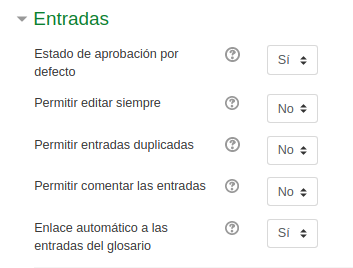 Entradas
Estado de aprobación por
defecto
Sí
Permitir editar siempre
No
Permitir entradas duplicadas
No
Permitir comentar las entradas
No
Enlace automático a las
entradas del glosario
Sí